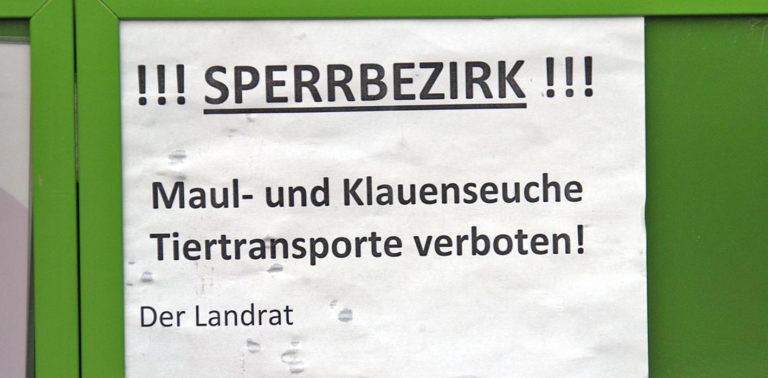 !!! SPERRBEZIRK !!!
Maul- und Klauenseuche
Tiertransporte verboten!
Der Landrat